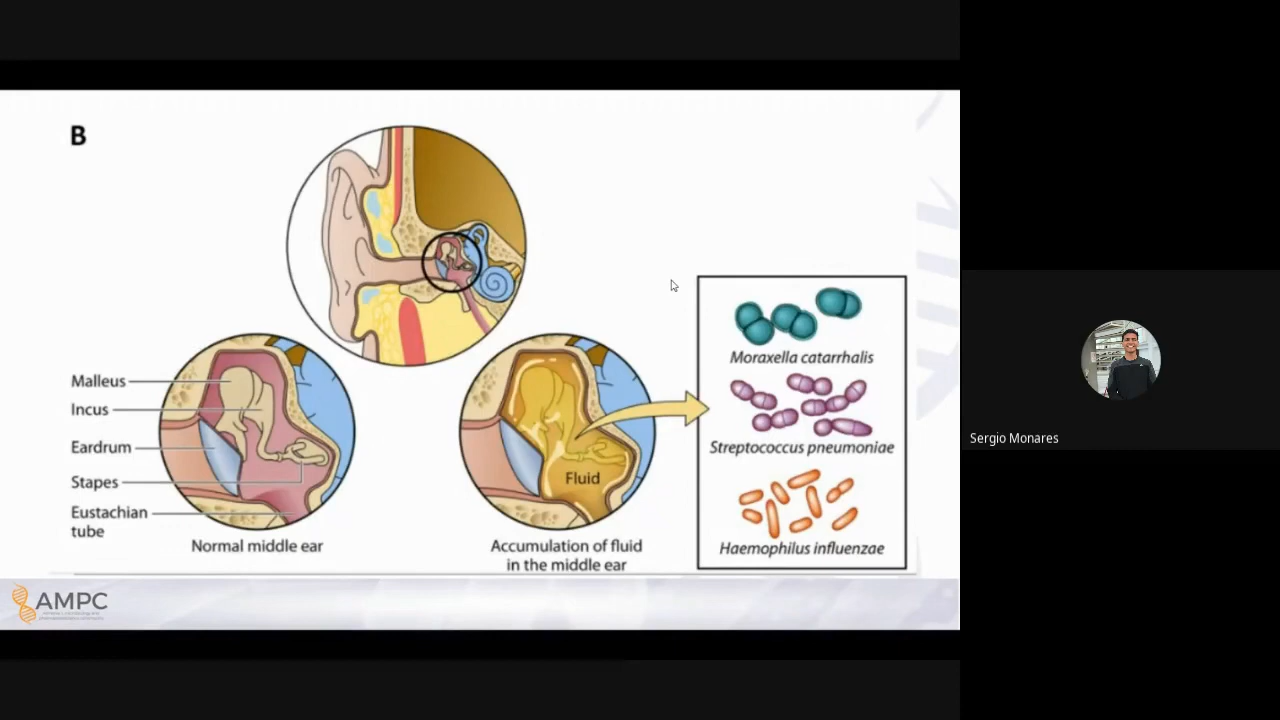 B
Malleus
Incus
Eardrum
Stapes
Eustachian
tube
Normal middle ear
Fluid
Accumulation of fluid
in the middle ear
Moraxella catarrhalis
Streptococcus pneumoniae
Haemophilus influenzae
AMPC
Sergio Monares